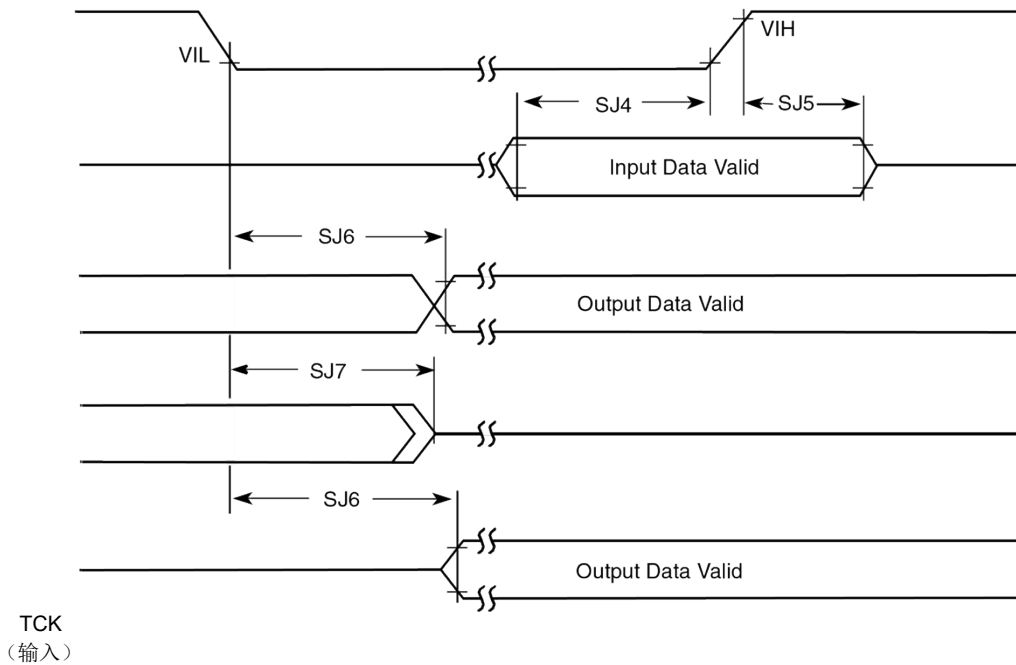 VIL
VIH
SJ4
SJ5
Input Data Valid
SJ6
Output Data Valid
SJ7
SJ6
Output Data Valid
TCK
（输入）